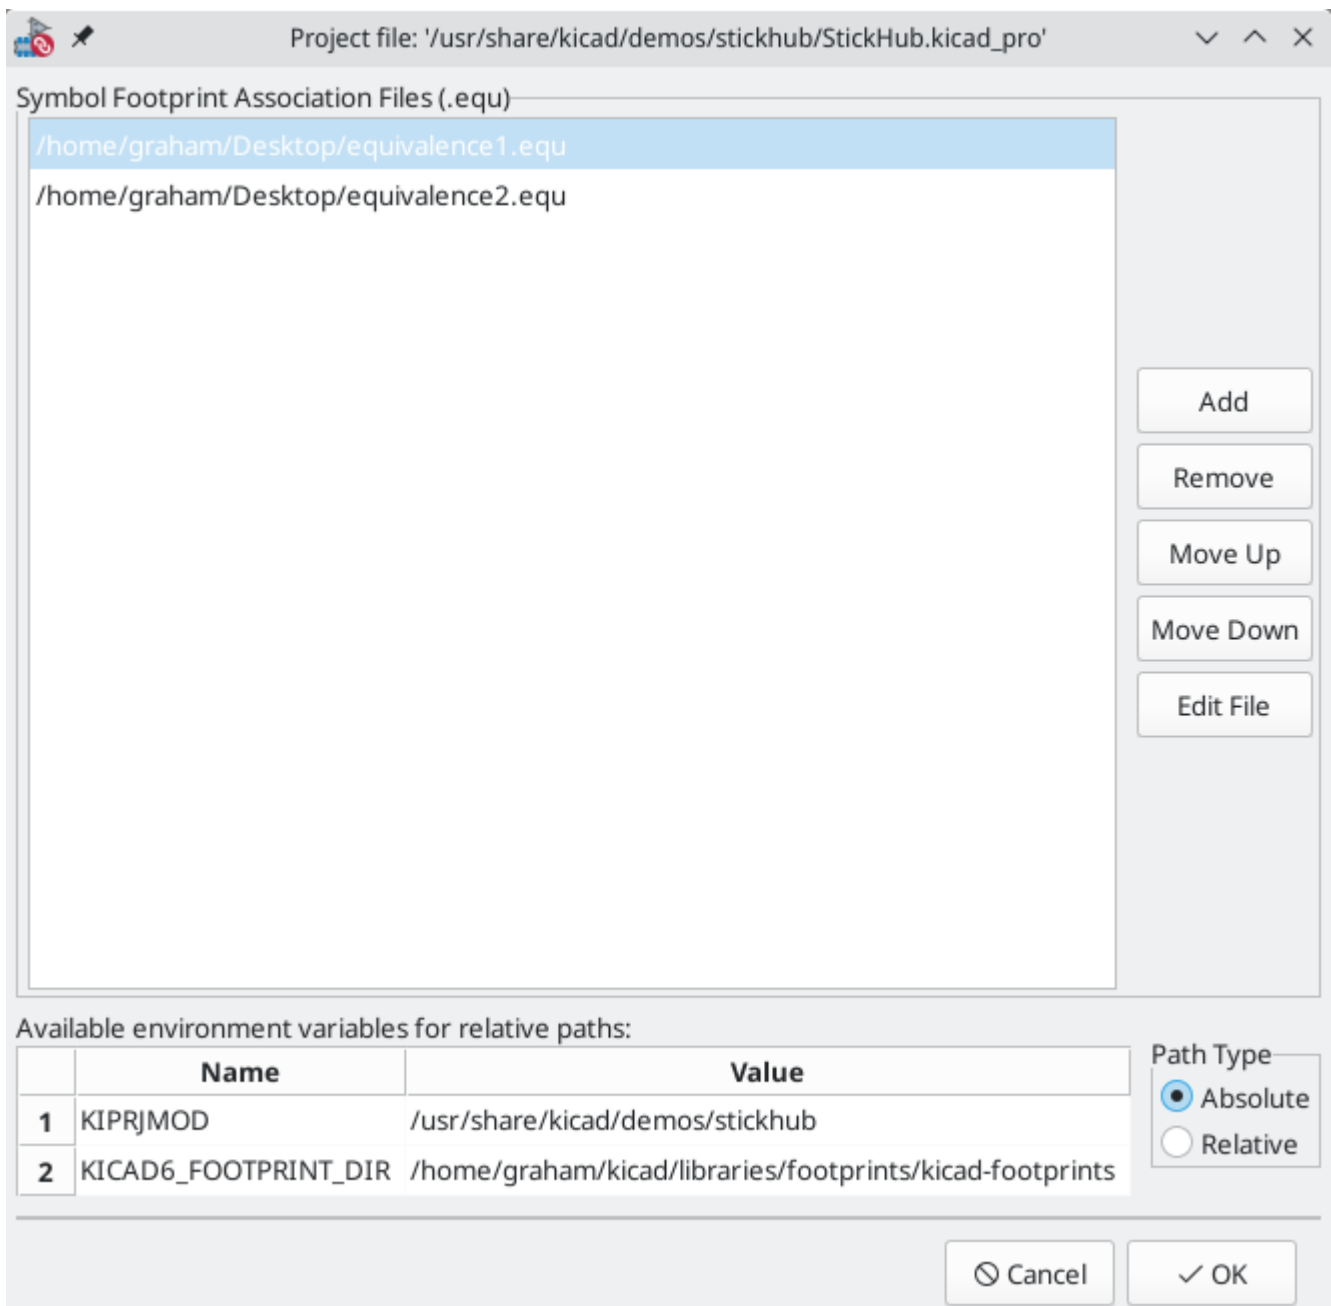 Project file: '/usr/share/kicad/demos/stickhub/StickHub.kicad_pro'
Symbol Footprint Association Files (.equ)
/home/graham/Desktop/equivalence1.equ
/home/graham/Desktop/equivalence2.equ
Add
Remove
Move Up
Move Down
Edit File
Available environment variables for relative paths:
Name Value
1 KIPRJMOD /usr/share/kicad/demos/stickhub
2 KICAD6_FOOTPRINT_DIR /home/graham/kicad/libraries/footprints/kicad-footprints
Path Type
Absolute
Relative
Cancel OK